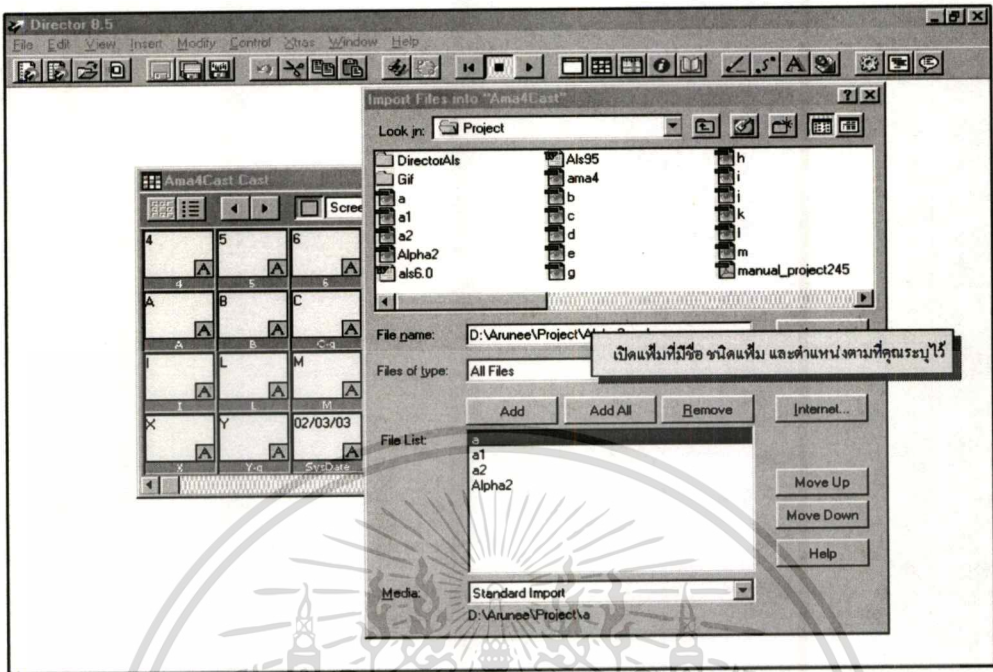 Director 8.5
File Edit View Insert Modify Control Xtras Window Help
Import Files into "Ama4Cast"
Look in: Project
DirectorAls
Gif
a
a1
a2
Alpha2
als6.0
Als95
ama4
b
c
d
e
g
h
i
j
k
l
m
manual_project245
Ama4Cast Cast
Scree
4 5 6
4 5 6
A B C
A B C-q
I L M
I L M
X Y 02/03/03
X Y-q SysDate
File name: D:\Arunee\Project\
เปิดแฟ้มที่มีชื่อ ชนิดแฟ้ม และตำแหน่งตามที่คุณระบุไว้
Files of type: All Files
Add Add All Remove Internet...
File List:
a
a1
a2
Alpha2
Move Up
Move Down
Help
Media: Standard Import
D:\Arunee\Project\a